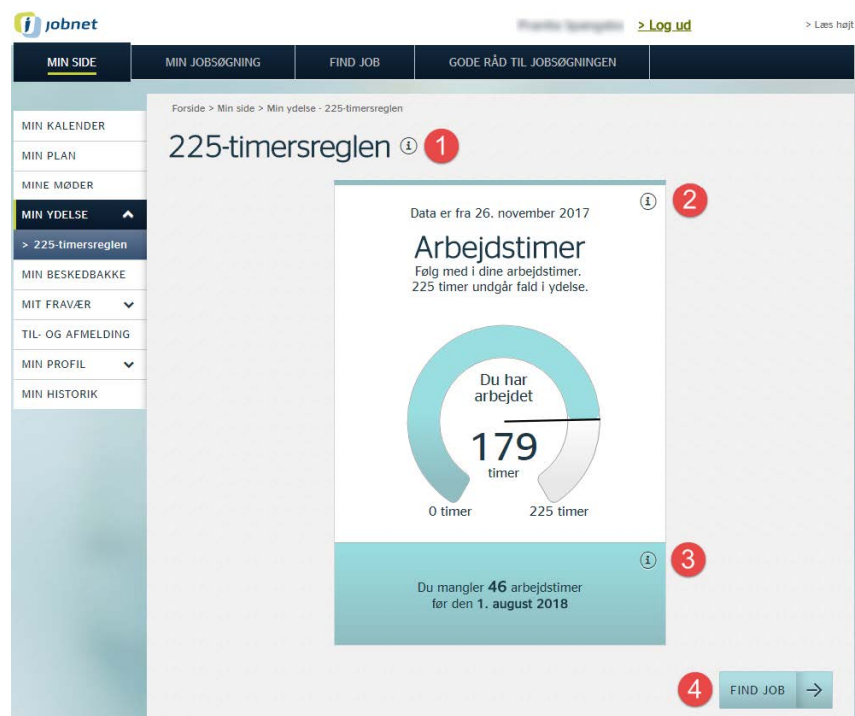 jobnet
> Log ud
> Læs højt
MIN SIDE
MIN JOBSØGNING
FIND JOB
GODE RÅD TIL JOBSØGNINGEN
MIN KALENDER
MIN PLAN
MINE MØDER
MIN YDELSE
> 225-timersreglen
MIN BESKEDBAKKE
MIT FRAVÆR
TIL- OG AFMELDING
MIN PROFIL
MIN HISTORIK
Forside > Min side > Min ydelse - 225-timersreglen
225-timersreglen i 1
i 2
Data er fra 26. november 2017
Arbejdstimer
Følg med i dine arbejdstimer.
225 timer undgår fald i ydelse.
Du har
arbejdet
179
timer
0 timer 225 timer
i 3
Du mangler 46 arbejdstimer
før den 1. august 2018
4 FIND JOB →